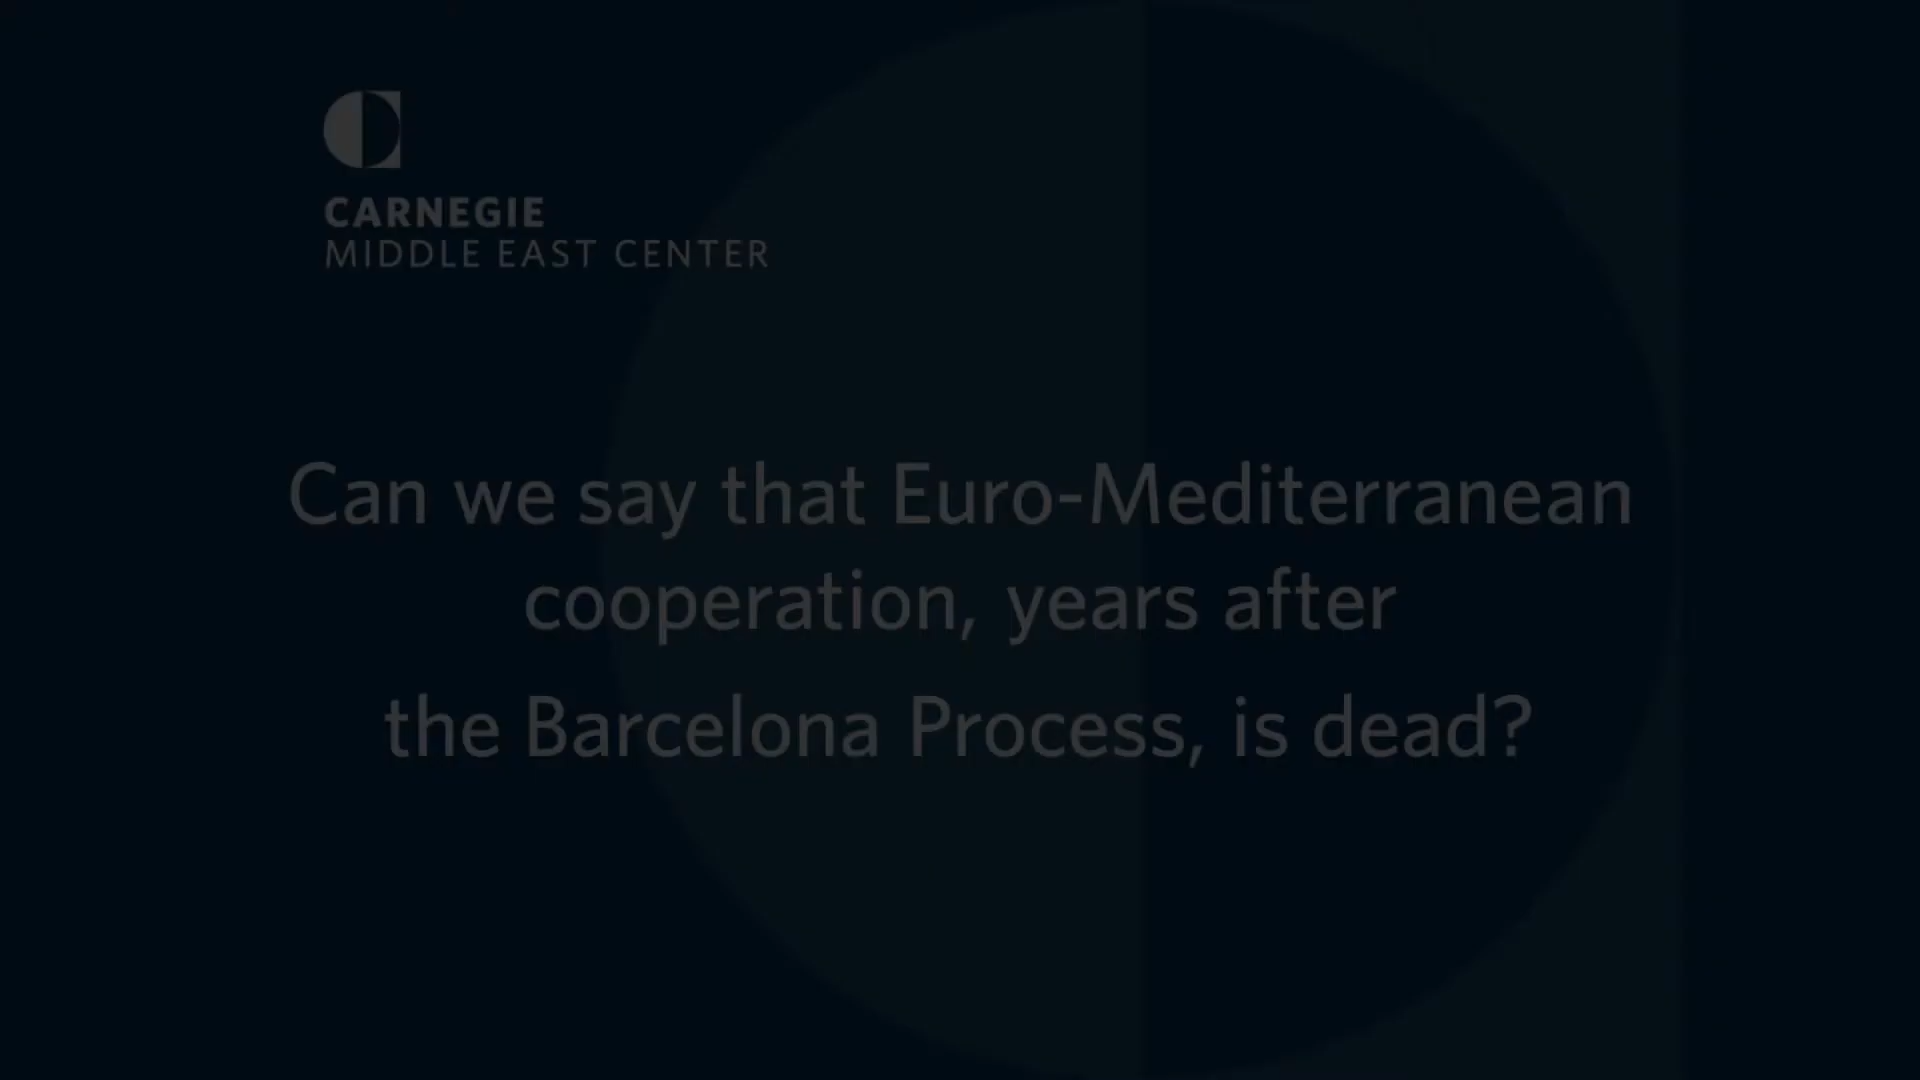 CARNEGIE
MIDDLE EAST CENTER
Can we say that Euro-Mediterranean
cooperation, years after
the Barcelona Process, is dead?